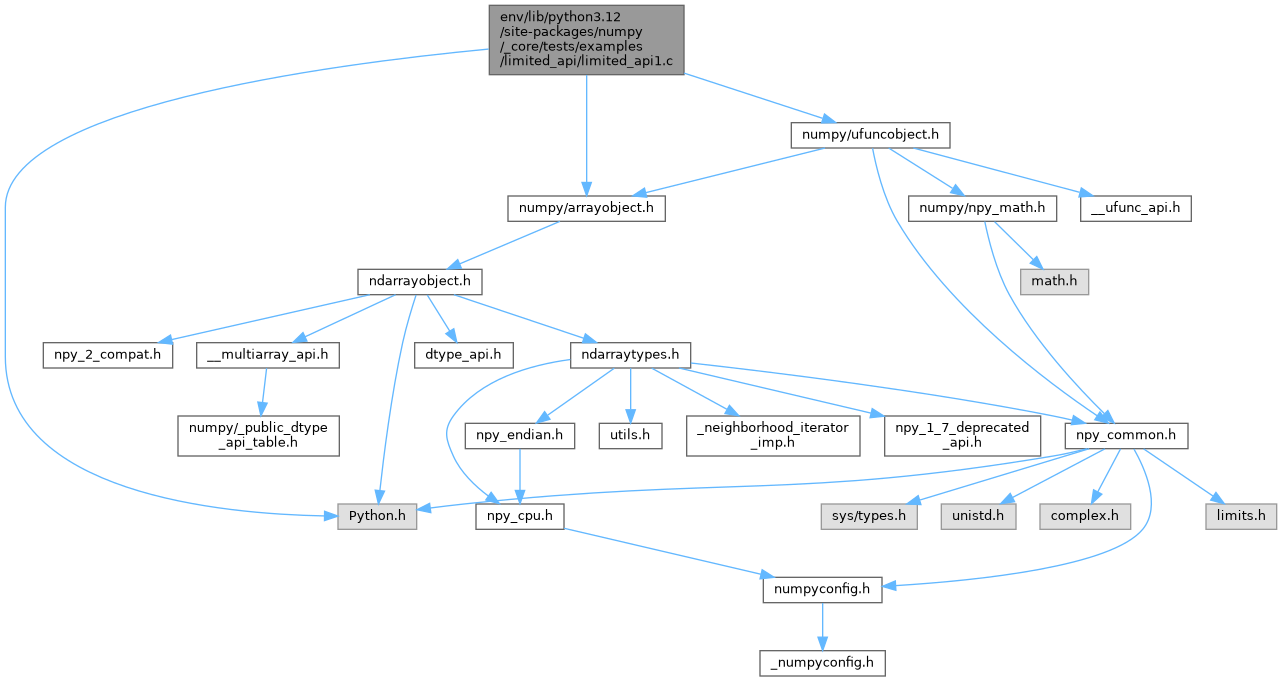 env/lib/python3.12
/site-packages/numpy
/_core/tests/examples
/limited_api/limited_api1.c
numpy/ufuncobject.h
numpy/arrayobject.h
numpy/npy_math.h
__ufunc_api.h
ndarrayobject.h
math.h
npy_2_compat.h
__multiarray_api.h
dtype_api.h
ndarraytypes.h
numpy/_public_dtype
_api_table.h
npy_endian.h
utils.h
_neighborhood_iterator
_imp.h
npy_1_7_deprecated
_api.h
npy_common.h
Python.h
npy_cpu.h
sys/types.h
unistd.h
complex.h
limits.h
numpyconfig.h
_numpyconfig.h